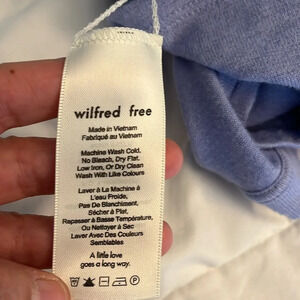 wilfred free
Made in Vietnam
Fabriqué au Vietnam
Machine Wash Cold.
No Bleach, Dry Flat.
Low Iron, Or Dry Clean
Wash With Like Colours
Laver À La Machine À
L'eau Froide,
Pas De Blanchiment,
Sécher à Plat,
Rapasser à Basse Température,
Ou Nettoyer à Sac
Laver Avec Des Couleurs
Semblables
A little love
goes a long way.